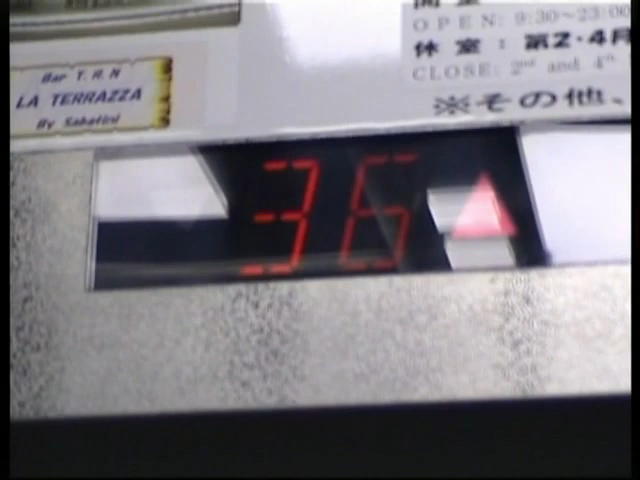 Bar T. R. N
LA TERRAZZA
By Sabatini
OPEN: 9:30~23:00
休室：第2・4月
CLOSE: 2nd and 4th
※その他、
36